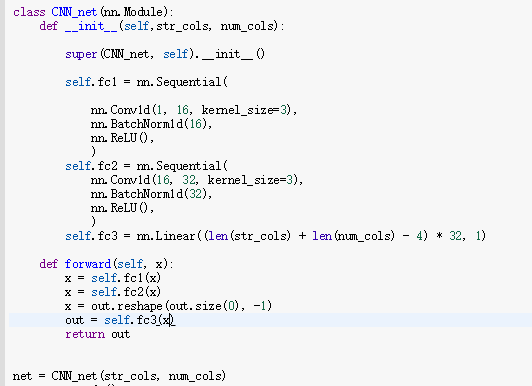 class CNN_net(nn.Module):
def __init__(self,str_cols, num_cols):
super(CNN_net, self).__init__()
self.fc1 = nn.Sequential(
nn.Conv1d(1, 16, kernel_size=3),
nn.BatchNorm1d(16),
nn.ReLU(),
)
self.fc2 = nn.Sequential(
nn.Conv1d(16, 32, kernel_size=3),
nn.BatchNorm1d(32),
nn.ReLU(),
)
self.fc3 = nn.Linear((len(str_cols) + len(num_cols) - 4) * 32, 1)
def forward(self, x):
x = self.fc1(x)
x = self.fc2(x)
x = out.reshape(out.size(0), -1)
out = self.fc3(x)
return out
net = CNN_net(str_cols, num_cols)